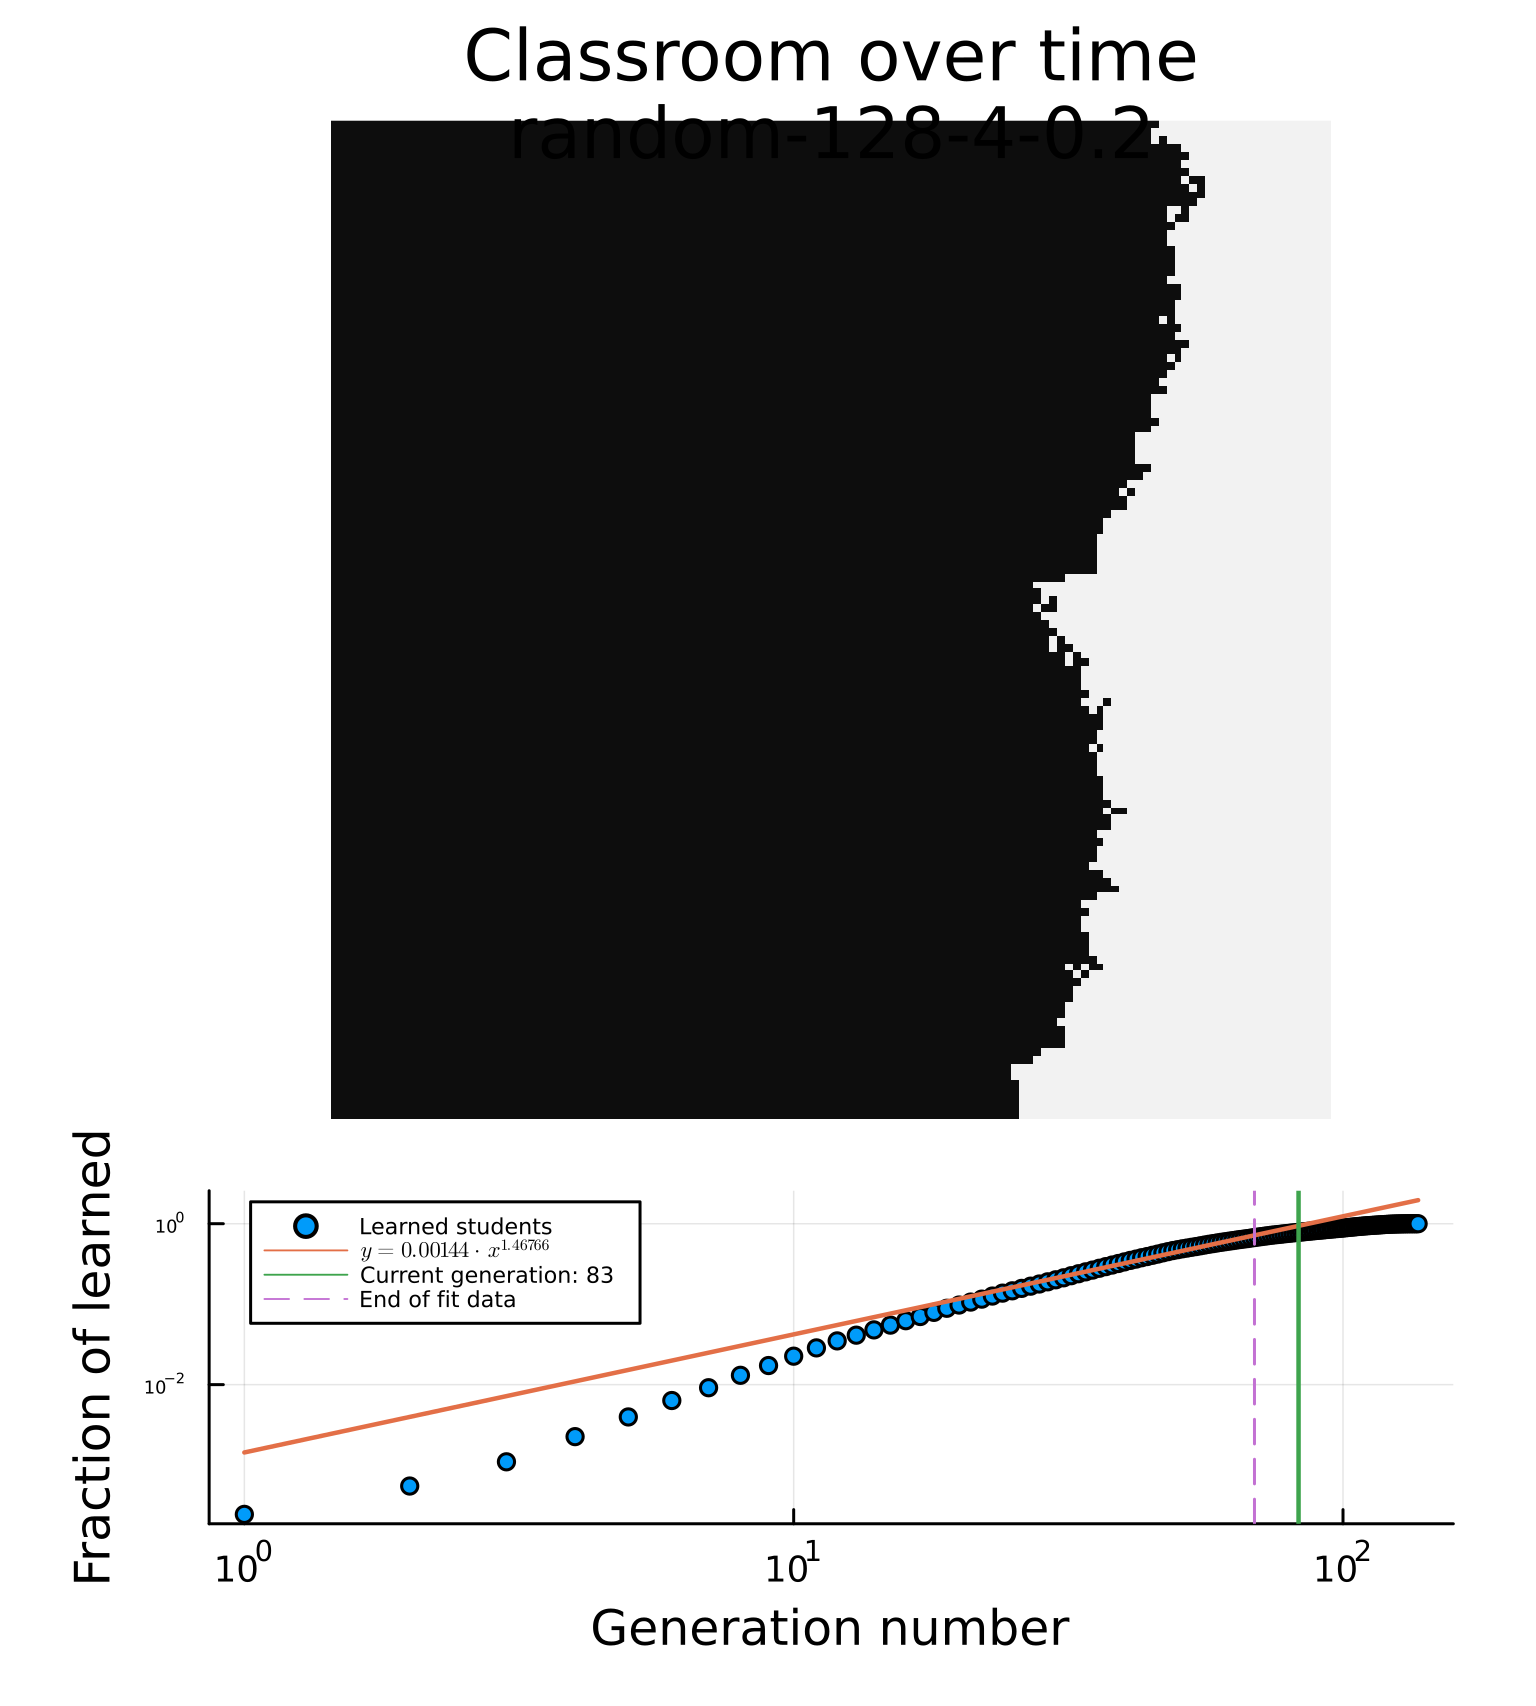 Classroom over time
random-128-4-0.2
Fraction of learned
10^0
10^−2
Learned students
y = 0.00144 · x^1.46766
Current generation: 83
End of fit data
10^0
10^1
10^2
Generation number